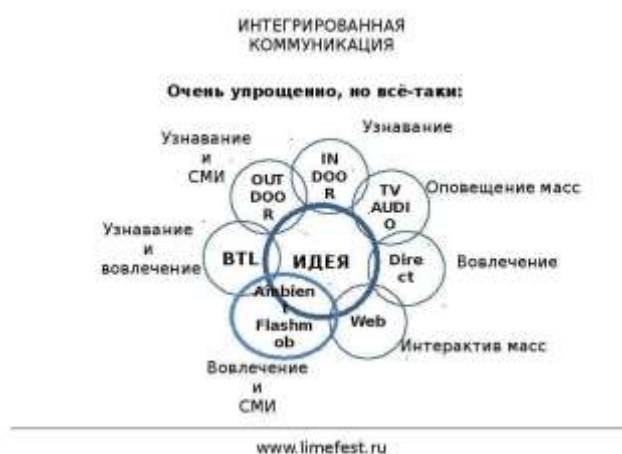 ИНТЕГРИРОВАННАЯ
КОММУНИКАЦИЯ
Очень упрощенно, но всё-таки:
Узнавание
Узнавание
и
СМИ
IN
DOO
R
OUT
DOO
R
TV
AUDI
O
Оповещение масс
Узнавание
и
вовлечение
BTL
ИДЕЯ
Dire
ct
Вовлечение
Ambien
t
Flashm
ob
Web
Интерактив масс
Вовлечение
и
СМИ
www.limefest.ru